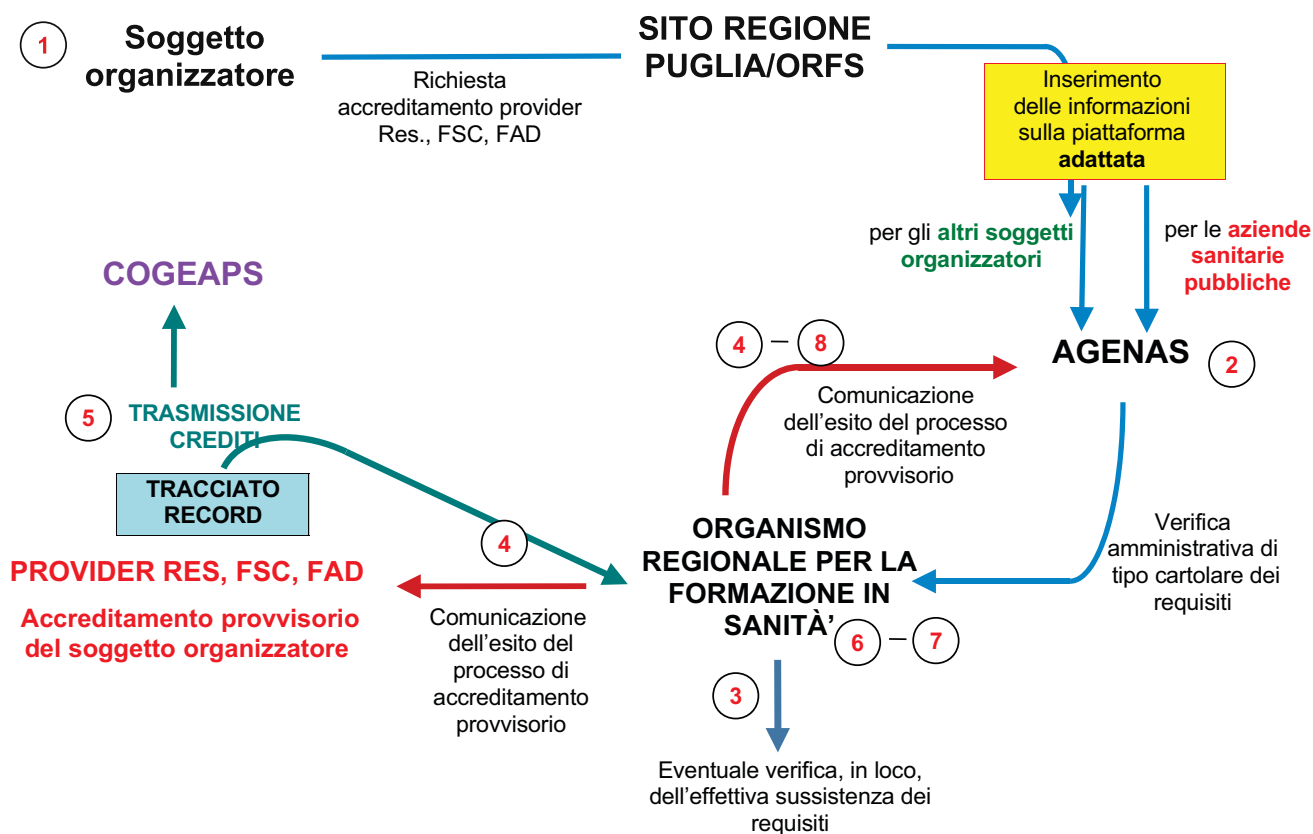 1
Soggetto
organizzatore
Richiesta
accreditamento provider
Res., FSC, FAD
SITO REGIONE
PUGLIA/ORFS
Inserimento
delle informazioni
sulla piattaforma
adattata
per gli altri soggetti
organizzatori
per le aziende
sanitarie
pubbliche
COGEAPS
4 – 8
AGENAS
2
Comunicazione
dell’esito del processo
di accreditamento
provvisorio
5
TRASMISSIONE
CREDITI
TRACCIATO
RECORD
4
PROVIDER RES, FSC, FAD
Accreditamento provvisorio
del soggetto organizzatore
Comunicazione
dell’esito del
processo di
accreditamento
provvisorio
ORGANISMO
REGIONALE PER LA
FORMAZIONE IN
SANITÀ’
6 – 7
Verifica
amministrativa di
tipo cartolare dei
requisiti
3
Eventuale verifica, in loco,
dell’effettiva sussistenza dei
requisiti